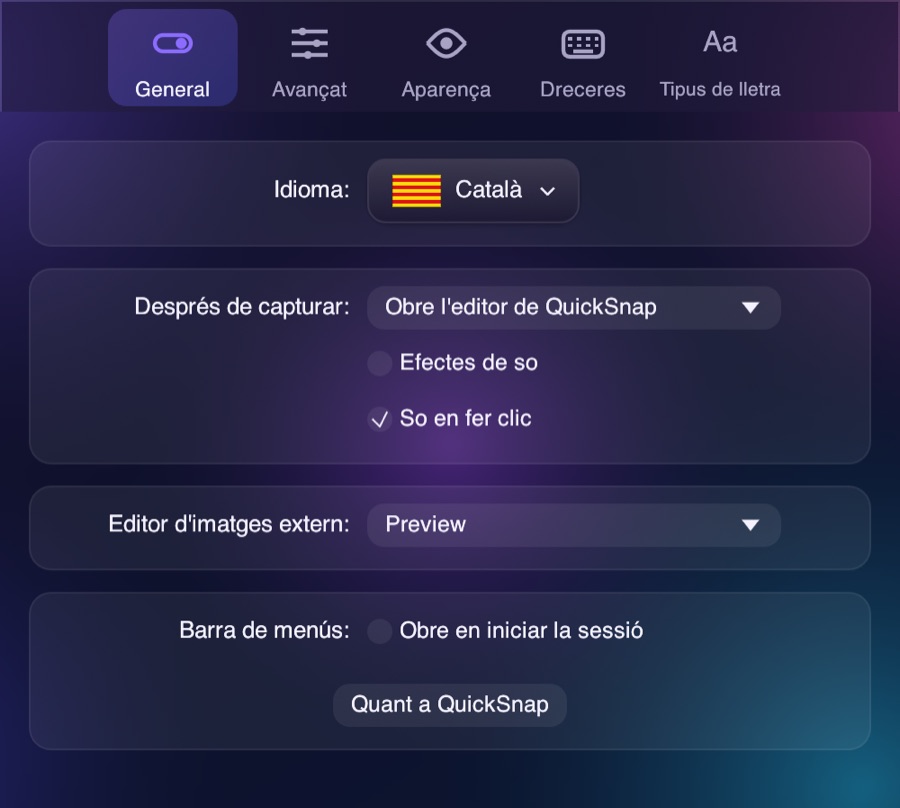 General
Avançat
Aparença
Dreceres
Aa
Tipus de lletra
Idioma: Català
Després de capturar: Obre l'editor de QuickSnap
Efectes de so
So en fer clic
Editor d'imatges extern: Preview
Barra de menús: Obre en iniciar la sessió
Quant a QuickSnap